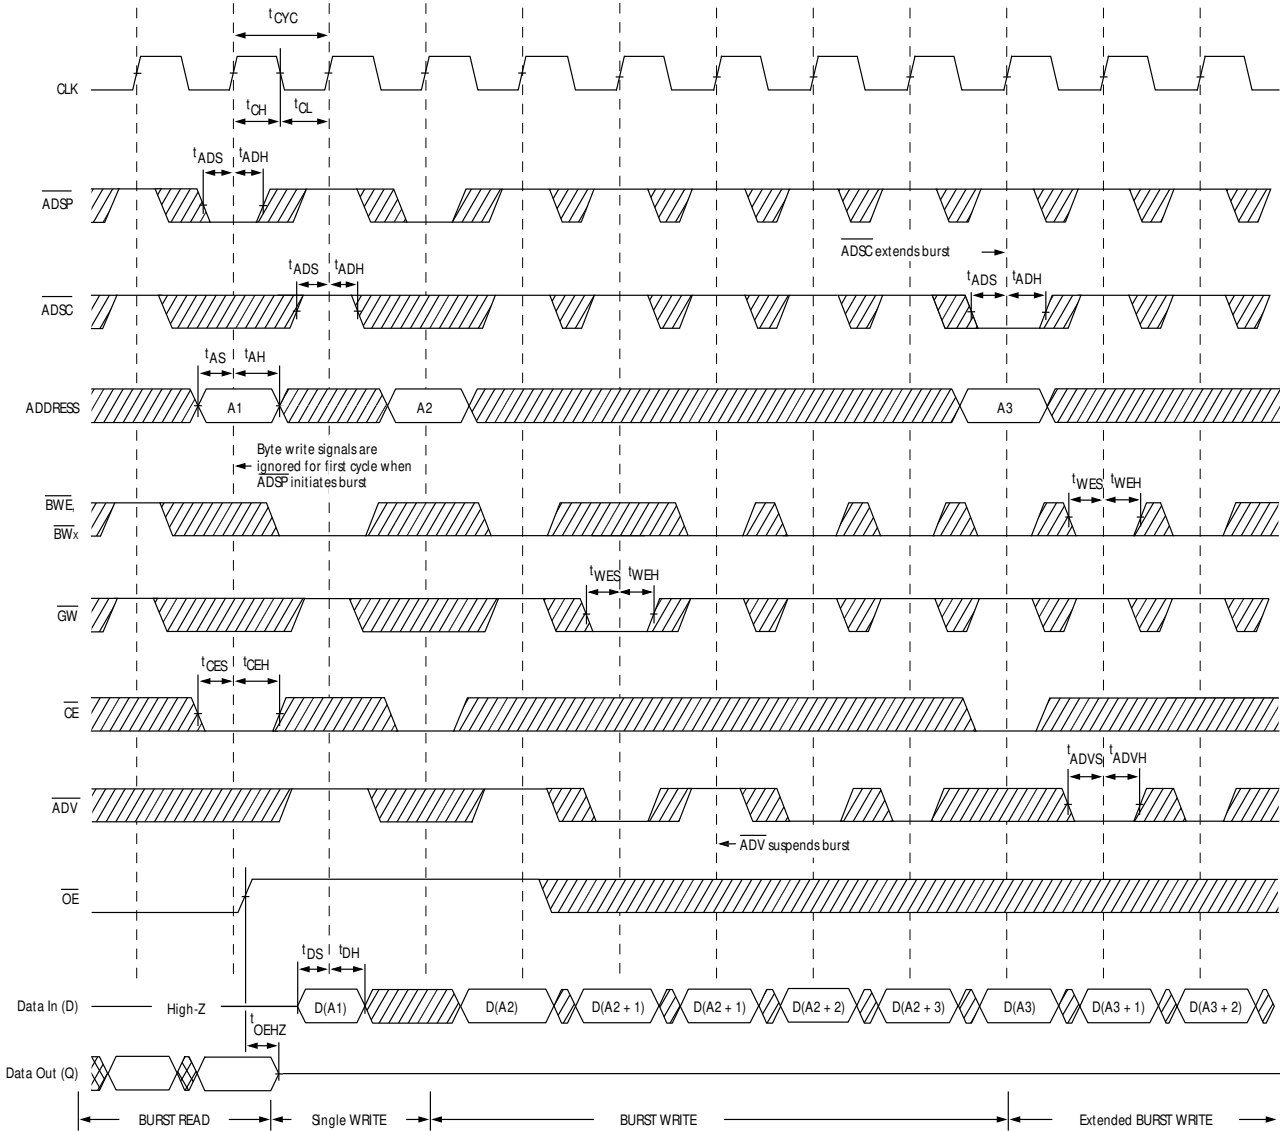 tCYC
CLK
tCH
tCL
tADS
tADH
ADSP
ADSC extends burst
tADS
tADH
tADS
tADH
ADSC
tAS
tAH
ADDRESS
A1
A2
A3
Byte write signals are
ignored for first cycle when
ADSP initiates burst
tWES
tWEH
BWE,
BWX
tWES
tWEH
GW
tCES
tCEH
CE
tADVS
tADVH
ADV
ADV suspends burst
OE
tDS
tDH
Data In (D)
High-Z
D(A1)
D(A2)
D(A2 + 1)
D(A2 + 1)
D(A2 + 2)
D(A2 + 3)
D(A3)
D(A3 + 1)
D(A3 + 2)
tOEHZ
Data Out (Q)
BURST READ
Single WRITE
BURST WRITE
Extended BURST WRITE